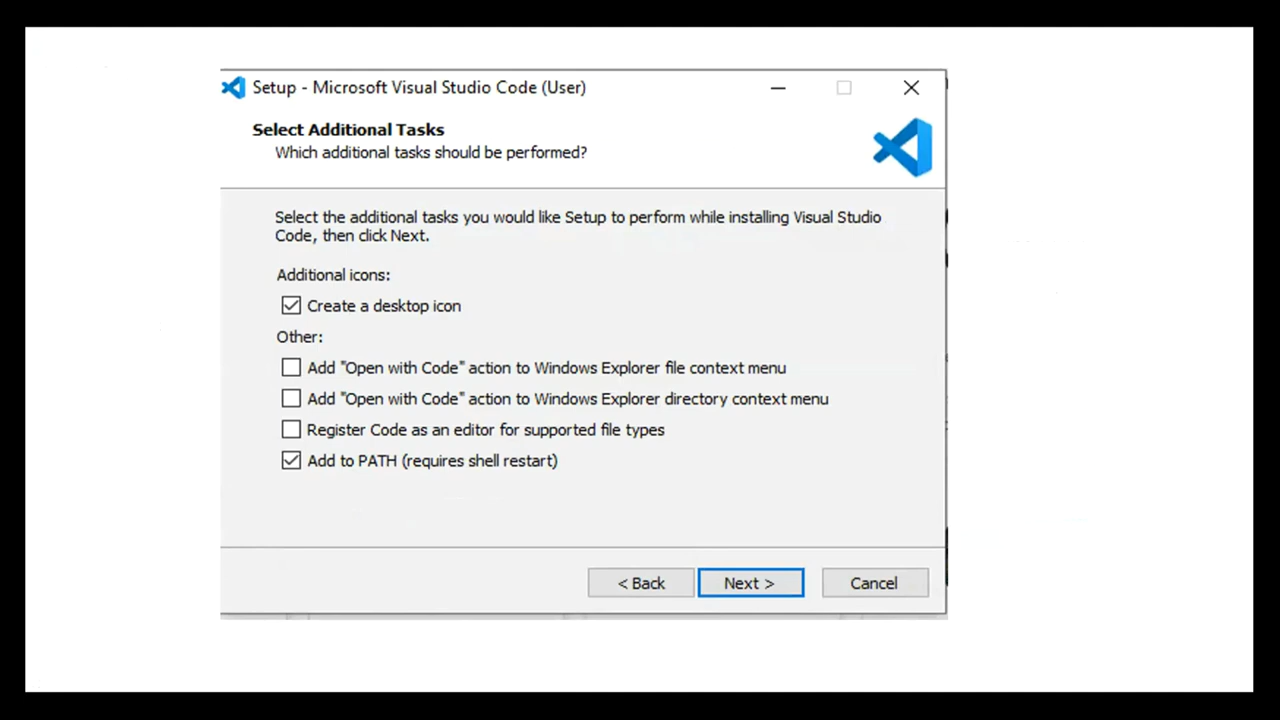 Setup - Microsoft Visual Studio Code (User)
Select Additional Tasks
Which additional tasks should be performed?
Select the additional tasks you would like Setup to perform while installing Visual Studio
Code, then click Next.
Additional icons:
Create a desktop icon
Other:
Add "Open with Code" action to Windows Explorer file context menu
Add "Open with Code" action to Windows Explorer directory context menu
Register Code as an editor for supported file types
Add to PATH (requires shell restart)
< Back Next > Cancel